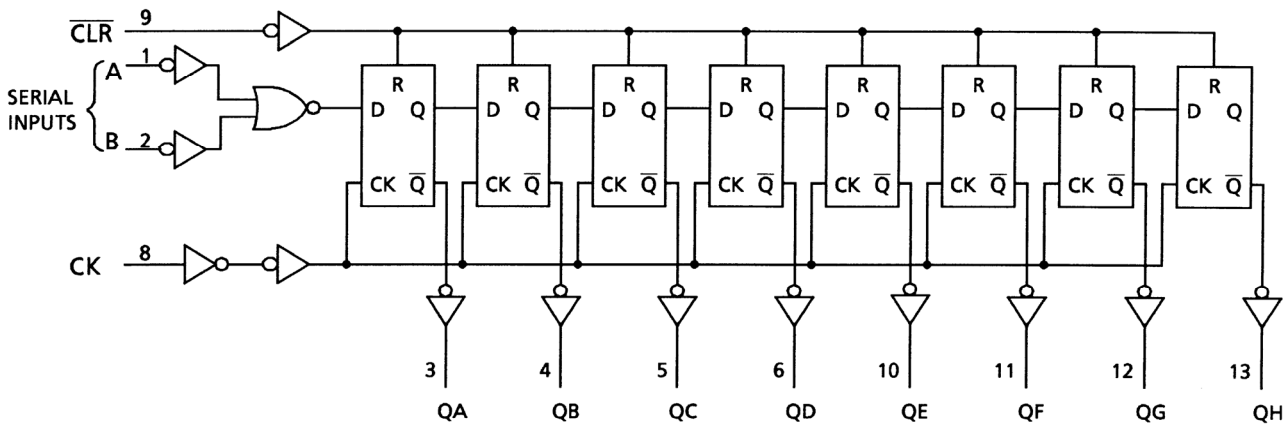 C̅L̅R̅ 9
1
A
SERIAL
INPUTS
B 2
R R R R R R R R
D Q D Q D Q D Q D Q D Q D Q D Q
CK Q̅ CK Q̅ CK Q̅ CK Q̅ CK Q̅ CK Q̅ CK Q̅ CK Q̅
CK 8
3 4 5 6 10 11 12 13
QA QB QC QD QE QF QG QH